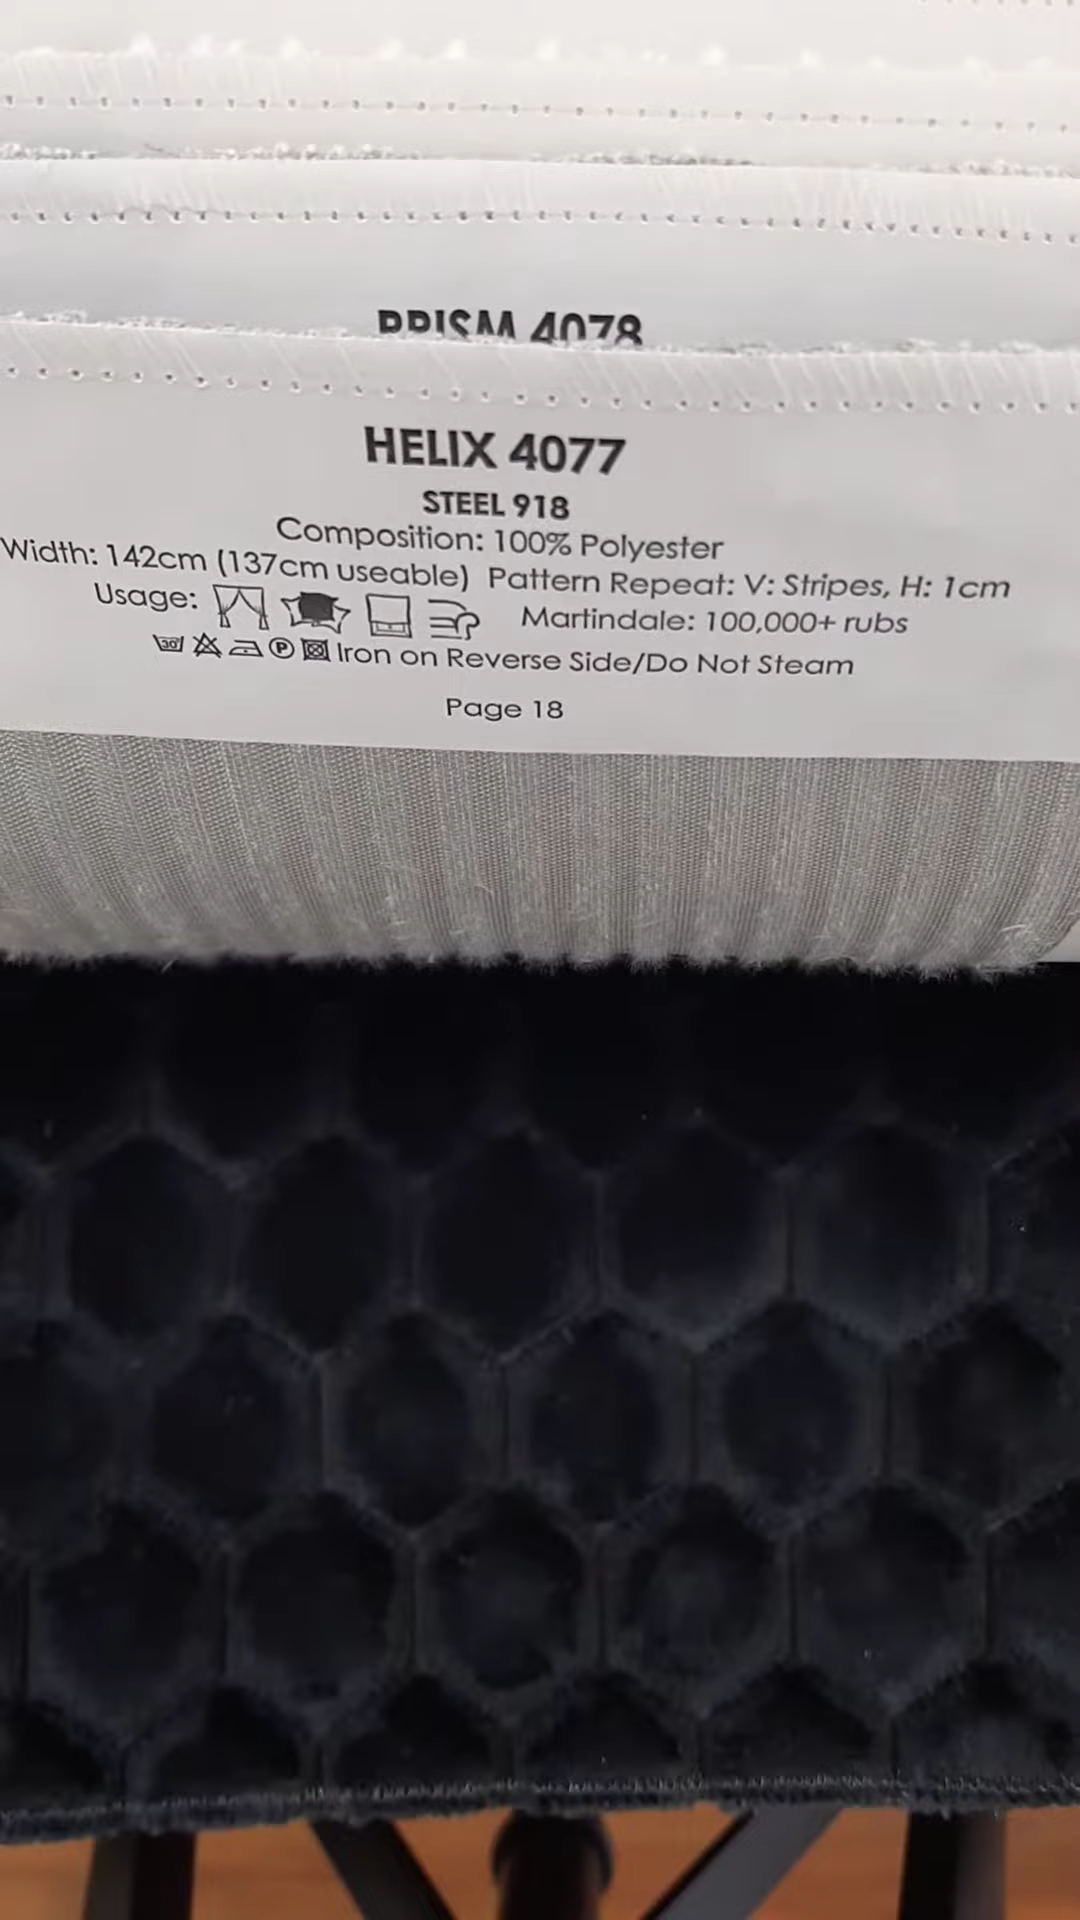 PRISM 4078
HELIX 4077
STEEL 918
Composition: 100% Polyester
Width: 142cm (137cm useable) Pattern Repeat: V: Stripes, H: 1cm
Usage: Martindale: 100,000+ rubs
30° P Iron on Reverse Side/Do Not Steam
Page 18